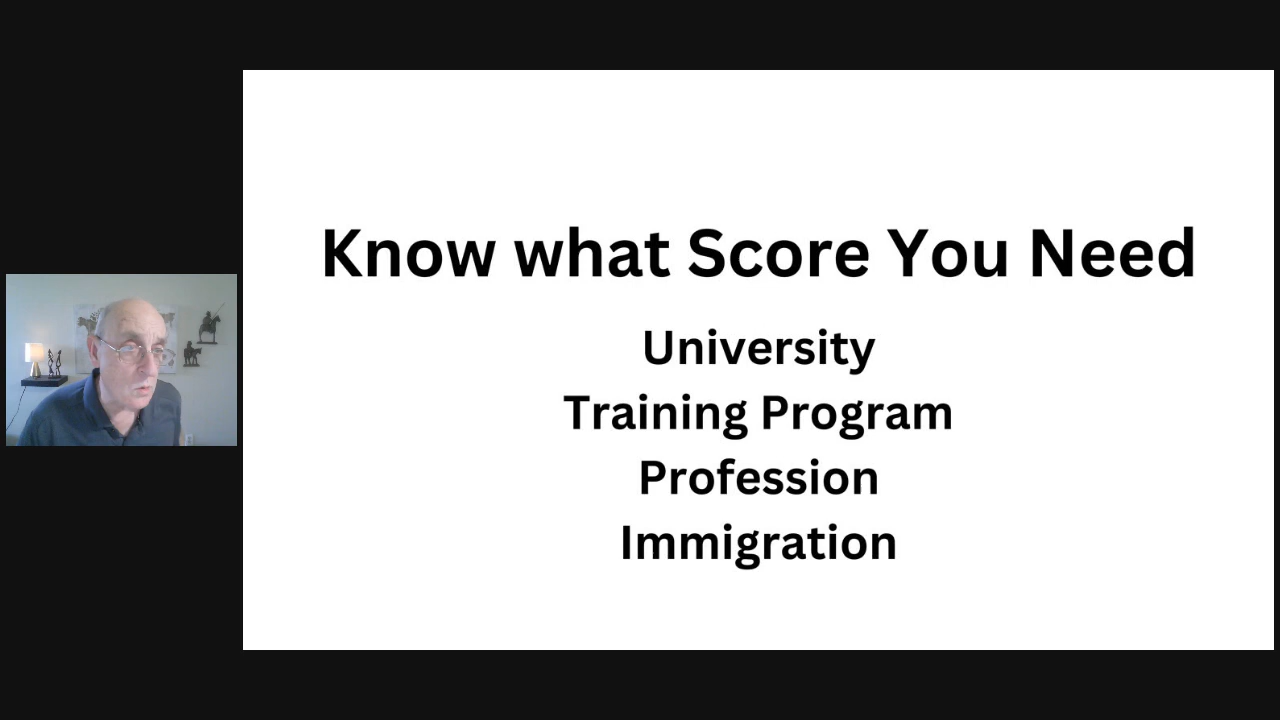 Know what Score You Need
University
Training Program
Profession
Immigration